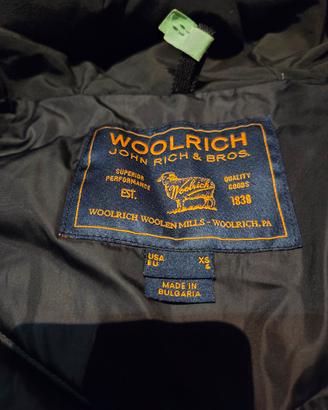 WOOLRICH
JOHN RICH & BROS.
SUPERIOR PERFORMANCE
QUALITY GOODS
Woolrich
EST. 1830
WOOLRICH WOOLEN MILLS - WOOLRICH, PA
USA XS
EU S
MADE IN
BULGARIA